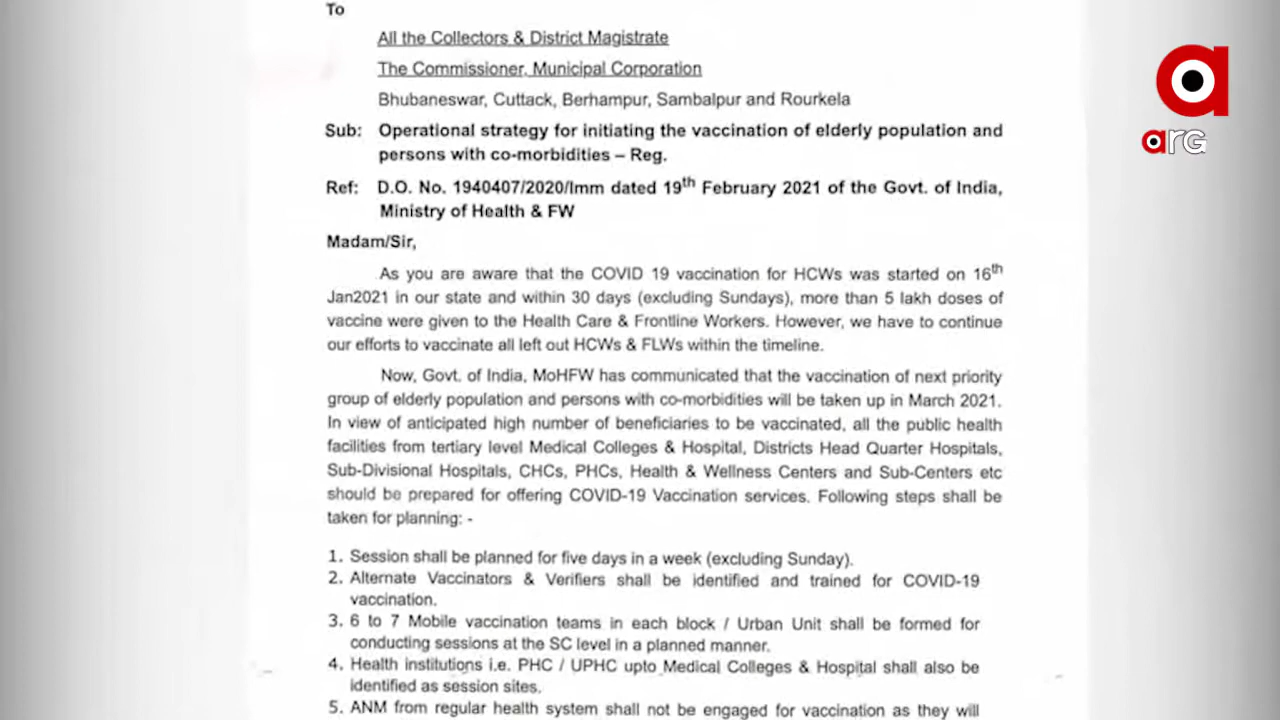 To
All the Collectors & District Magistrate
The Commissioner, Municipal Corporation
Bhubaneswar, Cuttack, Berhampur, Sambalpur and Rourkela
Sub: Operational strategy for initiating the vaccination of elderly population and
persons with co-morbidities – Reg.
Ref: D.O. No. 1940407/2020/Imm dated 19th February 2021 of the Govt. of India,
Ministry of Health & FW
Madam/Sir,
As you are aware that the COVID 19 vaccination for HCWs was started on 16th
Jan2021 in our state and within 30 days (excluding Sundays), more than 5 lakh doses of
vaccine were given to the Health Care & Frontline Workers. However, we have to continue
our efforts to vaccinate all left out HCWs & FLWs within the timeline.
Now, Govt. of India, MoHFW has communicated that the vaccination of next priority
group of elderly population and persons with co-morbidities will be taken up in March 2021.
In view of anticipated high number of beneficiaries to be vaccinated, all the public health
facilities from tertiary level Medical Colleges & Hospital, Districts Head Quarter Hospitals,
Sub-Divisional Hospitals, CHCs, PHCs, Health & Wellness Centers and Sub-Centers etc
should be prepared for offering COVID-19 Vaccination services. Following steps shall be
taken for planning: -
1. Session shall be planned for five days in a week (excluding Sunday).
2. Alternate Vaccinators & Verifiers shall be identified and trained for COVID-19
vaccination.
3. 6 to 7 Mobile vaccination teams in each block / Urban Unit shall be formed for
conducting sessions at the SC level in a planned manner.
4. Health institutions i.e. PHC / UPHC upto Medical Colleges & Hospital shall also be
identified as session sites.
5. ANM from regular health system shall not be engaged for vaccination as they will
a
arg